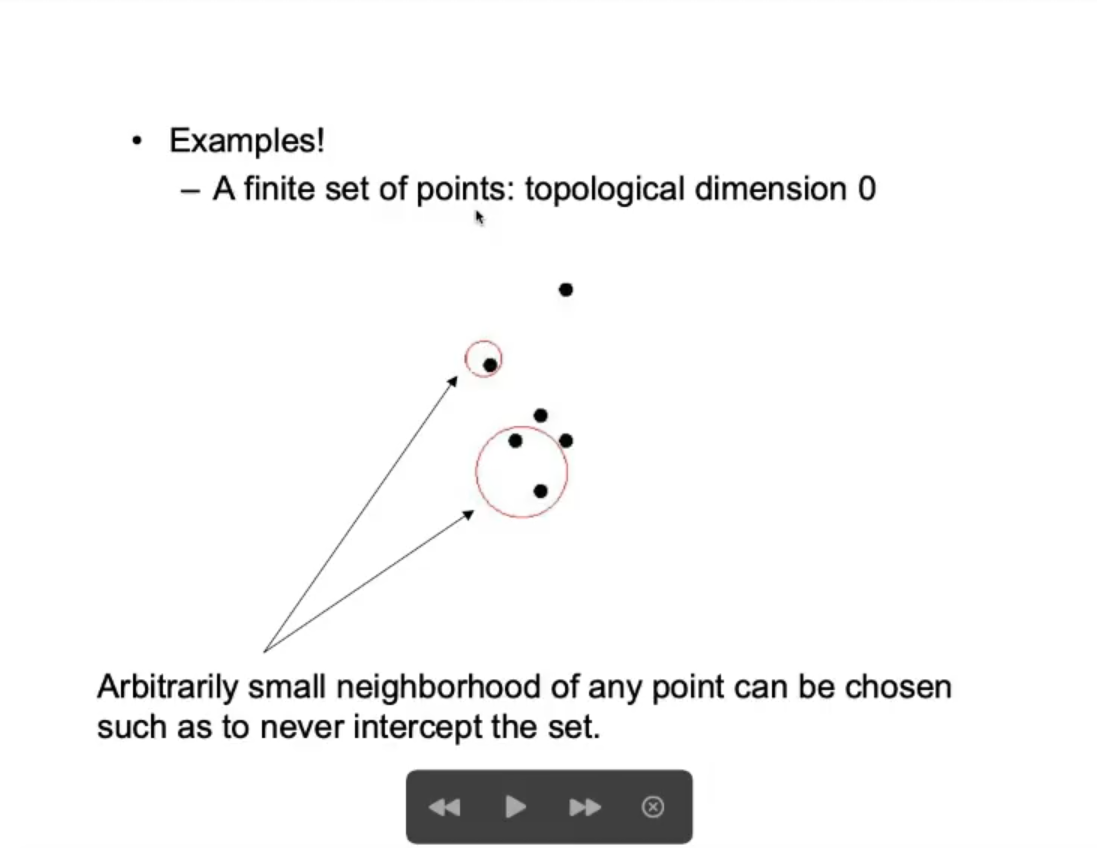 • Examples!
– A finite set of points: topological dimension 0
Arbitrarily small neighborhood of any point can be chosen
such as to never intercept the set.